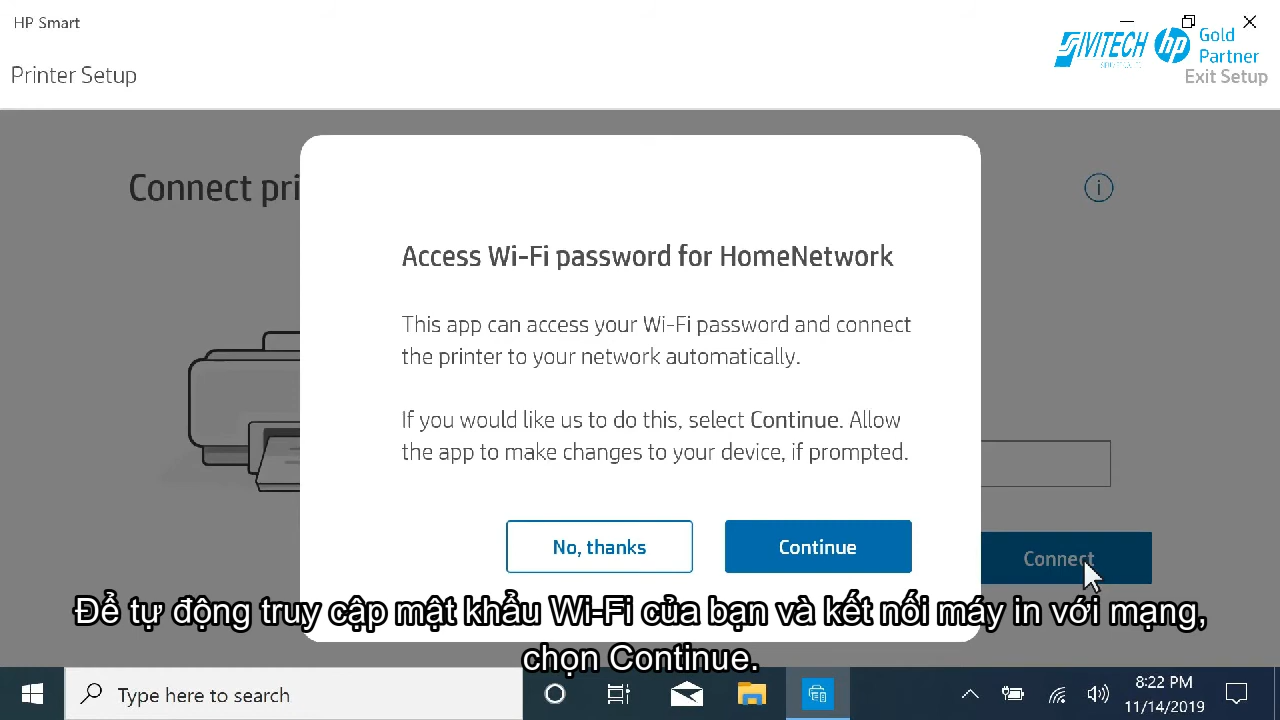 HP Smart
SIVITECH
hp
Gold
Partner
Printer Setup
Exit Setup
Connect pri
i
Access Wi-Fi password for HomeNetwork
This app can access your Wi-Fi password and connect
the printer to your network automatically.
If you would like us to do this, select Continue. Allow
the app to make changes to your device, if prompted.
No, thanks
Continue
Connect
Để tự động truy cập mật khẩu Wi-Fi của bạn và kết nối máy in với mạng,
chọn Continue.
Type here to search
8:22 PM
11/14/2019